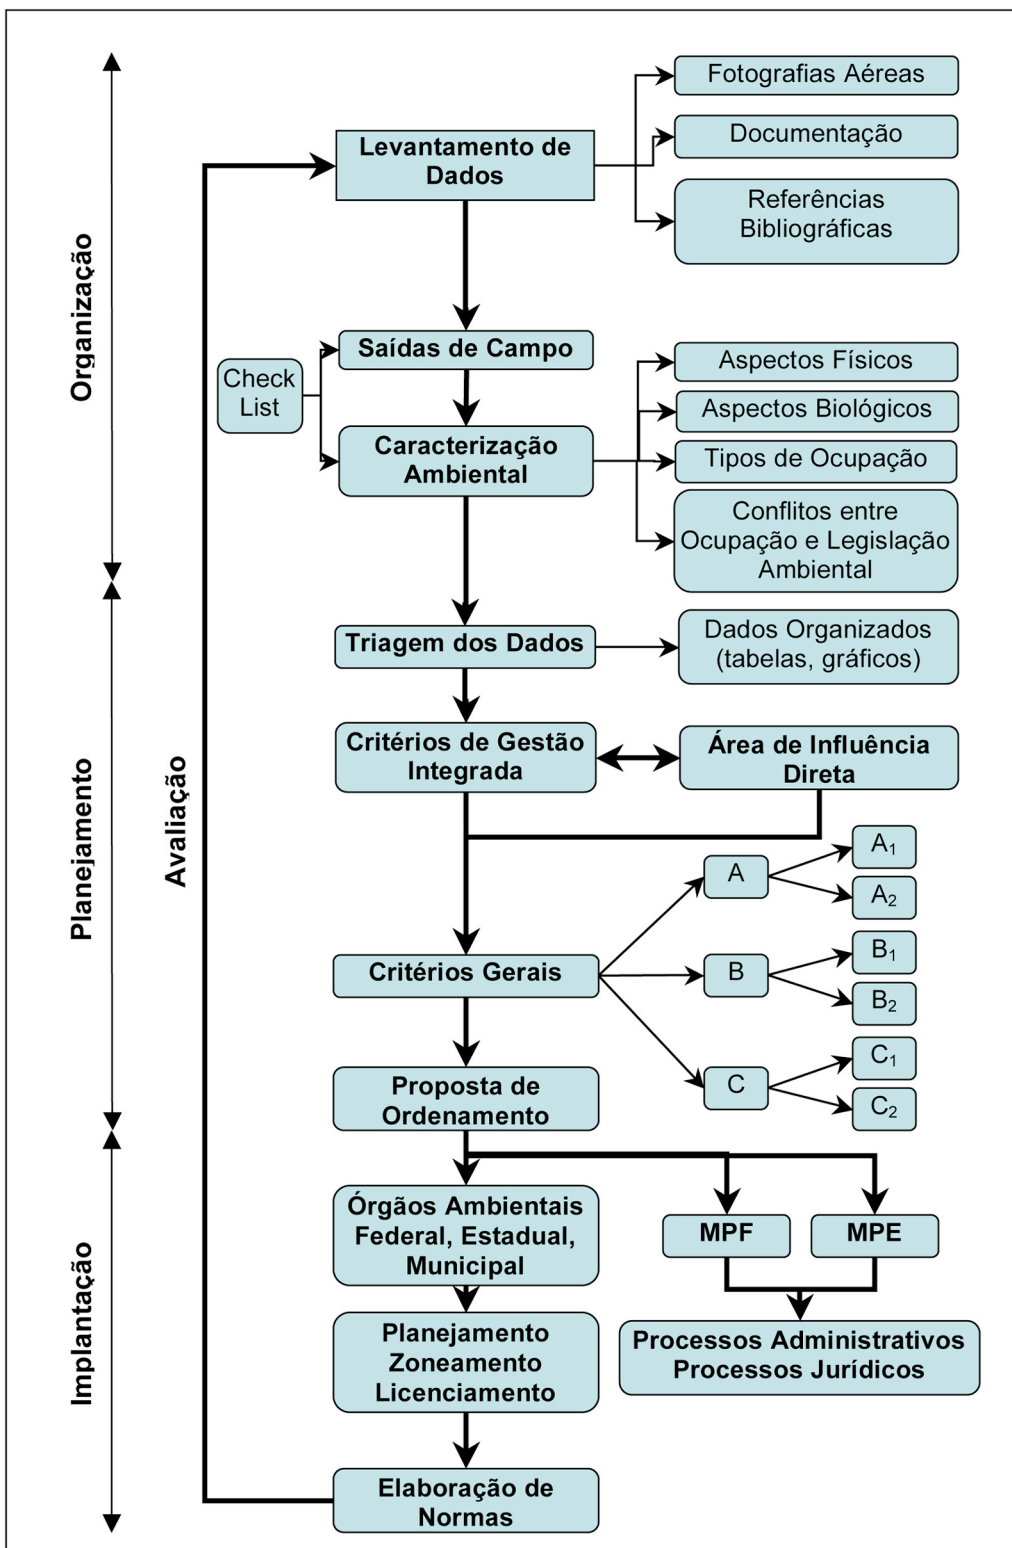 Organização
Planejamento
Implantação
Avaliação
Levantamento de
Dados
Fotografias Aéreas
Documentação
Referências
Bibliográficas
Check
List
Saídas de Campo
Caracterização
Ambiental
Aspectos Físicos
Aspectos Biológicos
Tipos de Ocupação
Conflitos entre
Ocupação e Legislação
Ambiental
Triagem dos Dados
Dados Organizados
(tabelas, gráficos)
Critérios de Gestão
Integrada
Área de Influência
Direta
Critérios Gerais
A
A₁
A₂
B
B₁
B₂
C
C₁
C₂
Proposta de
Ordenamento
Órgãos Ambientais
Federal, Estadual,
Municipal
MPF
MPE
Planejamento
Zoneamento
Licenciamento
Processos Administrativos
Processos Jurídicos
Elaboração de
Normas